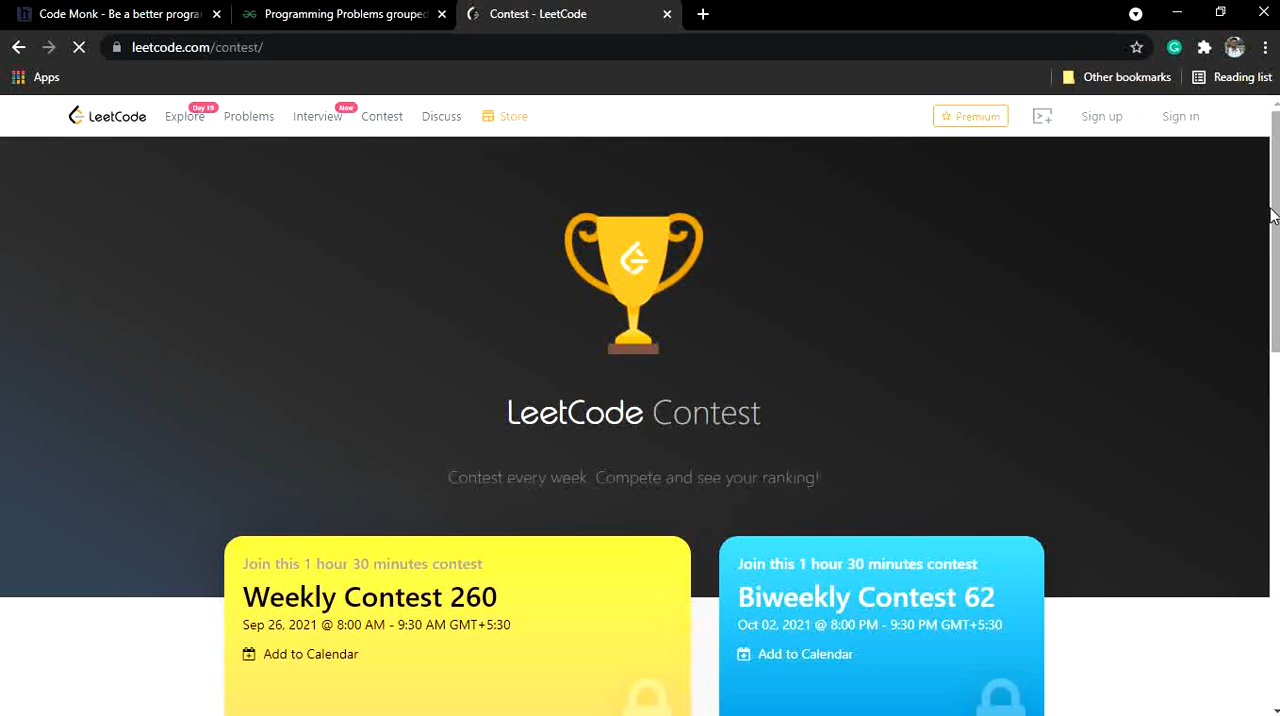 Code Monk - Be a better progra
Programming Problems grouped
Contest - LeetCode
leetcode.com/contest/
Apps
Other bookmarks
Reading list
LeetCode
Explore
Day 19
Problems
Interview
New
Contest
Discuss
Store
Premium
Sign up
Sign in
LeetCode Contest
Contest every week. Compete and see your ranking!
Join this 1 hour 30 minutes contest
Weekly Contest 260
Sep 26, 2021 @ 8:00 AM - 9:30 AM GMT+5:30
Add to Calendar
Join this 1 hour 30 minutes contest
Biweekly Contest 62
Oct 02, 2021 @ 8:00 PM - 9:30 PM GMT+5:30
Add to Calendar